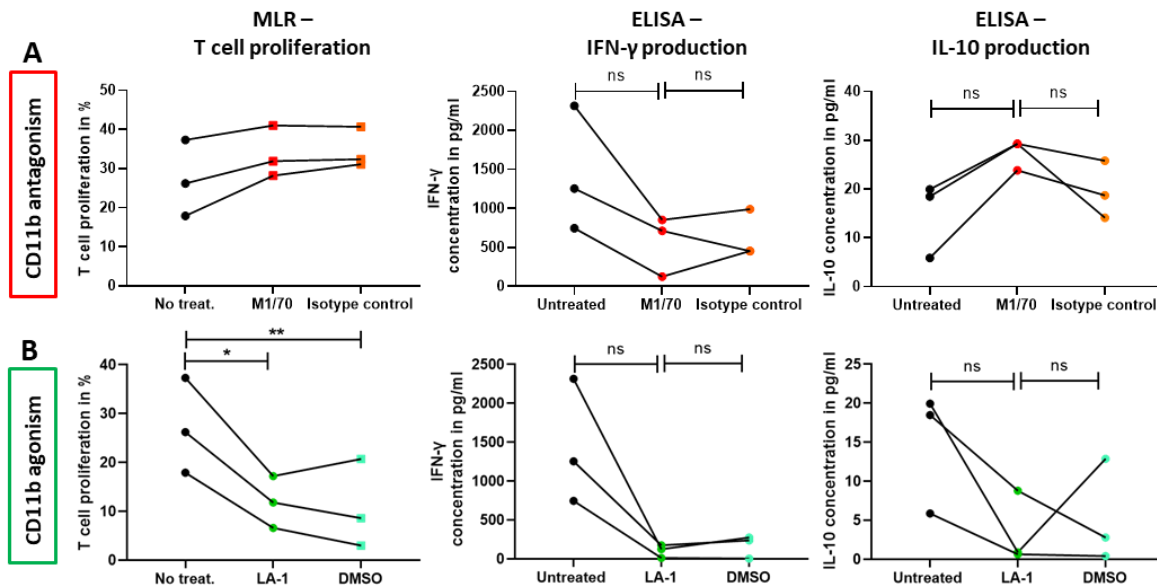 MLR –
T cell proliferation
ELISA –
IFN-γ production
ELISA –
IL-10 production
A
CD11b antagonism
T cell proliferation in %
50
40
30
20
10
0
No treat.
M1/70
Isotype control
IFN-γ
concentration in pg/ml
2500
2000
1500
1000
500
0
ns
ns
Untreated
M1/70
Isotype control
IL-10 concentration in pg/ml
40
30
20
10
0
ns
ns
Untreated
M1/70
Isotype control
B
CD11b agonism
T cell proliferation in %
40
30
20
10
0
**
*
No treat.
LA-1
DMSO
IFN-γ
concentration in pg/ml
2500
2000
1500
1000
500
0
ns
ns
Untreated
LA-1
DMSO
IL-10 concentration in pg/ml
25
20
15
10
5
0
ns
ns
Untreated
LA-1
DMSO